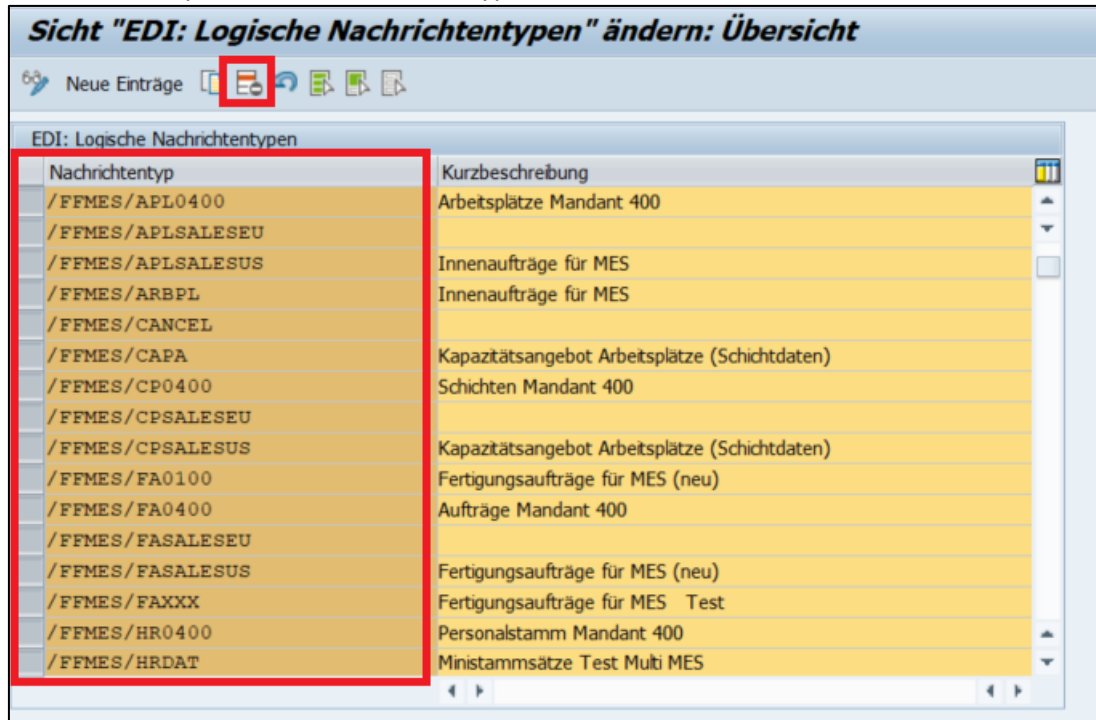 Sicht "EDI: Logische Nachrichtentypen" ändern: Übersicht
Neue Einträge
EDI: Logische Nachrichtentypen
Nachrichtentyp Kurzbeschreibung
/FFMES/APL0400 Arbeitsplätze Mandant 400
/FFMES/APLSALESEU
/FFMES/APLSALESUS Innenaufträge für MES
/FFMES/ARBPL Innenaufträge für MES
/FFMES/CANCEL
/FFMES/CAPA Kapazitätsangebot Arbeitsplätze (Schichtdaten)
/FFMES/CP0400 Schichten Mandant 400
/FFMES/CPSALESEU
/FFMES/CPSALESUS Kapazitätsangebot Arbeitsplätze (Schichtdaten)
/FFMES/FA0100 Fertigungsaufträge für MES (neu)
/FFMES/FA0400 Aufträge Mandant 400
/FFMES/FASALESEU
/FFMES/FASALESUS Fertigungsaufträge für MES (neu)
/FFMES/FAXXX Fertigungsaufträge für MES Test
/FFMES/HR0400 Personalstamm Mandant 400
/FFMES/HRDAT Ministammsätze Test Multi MES